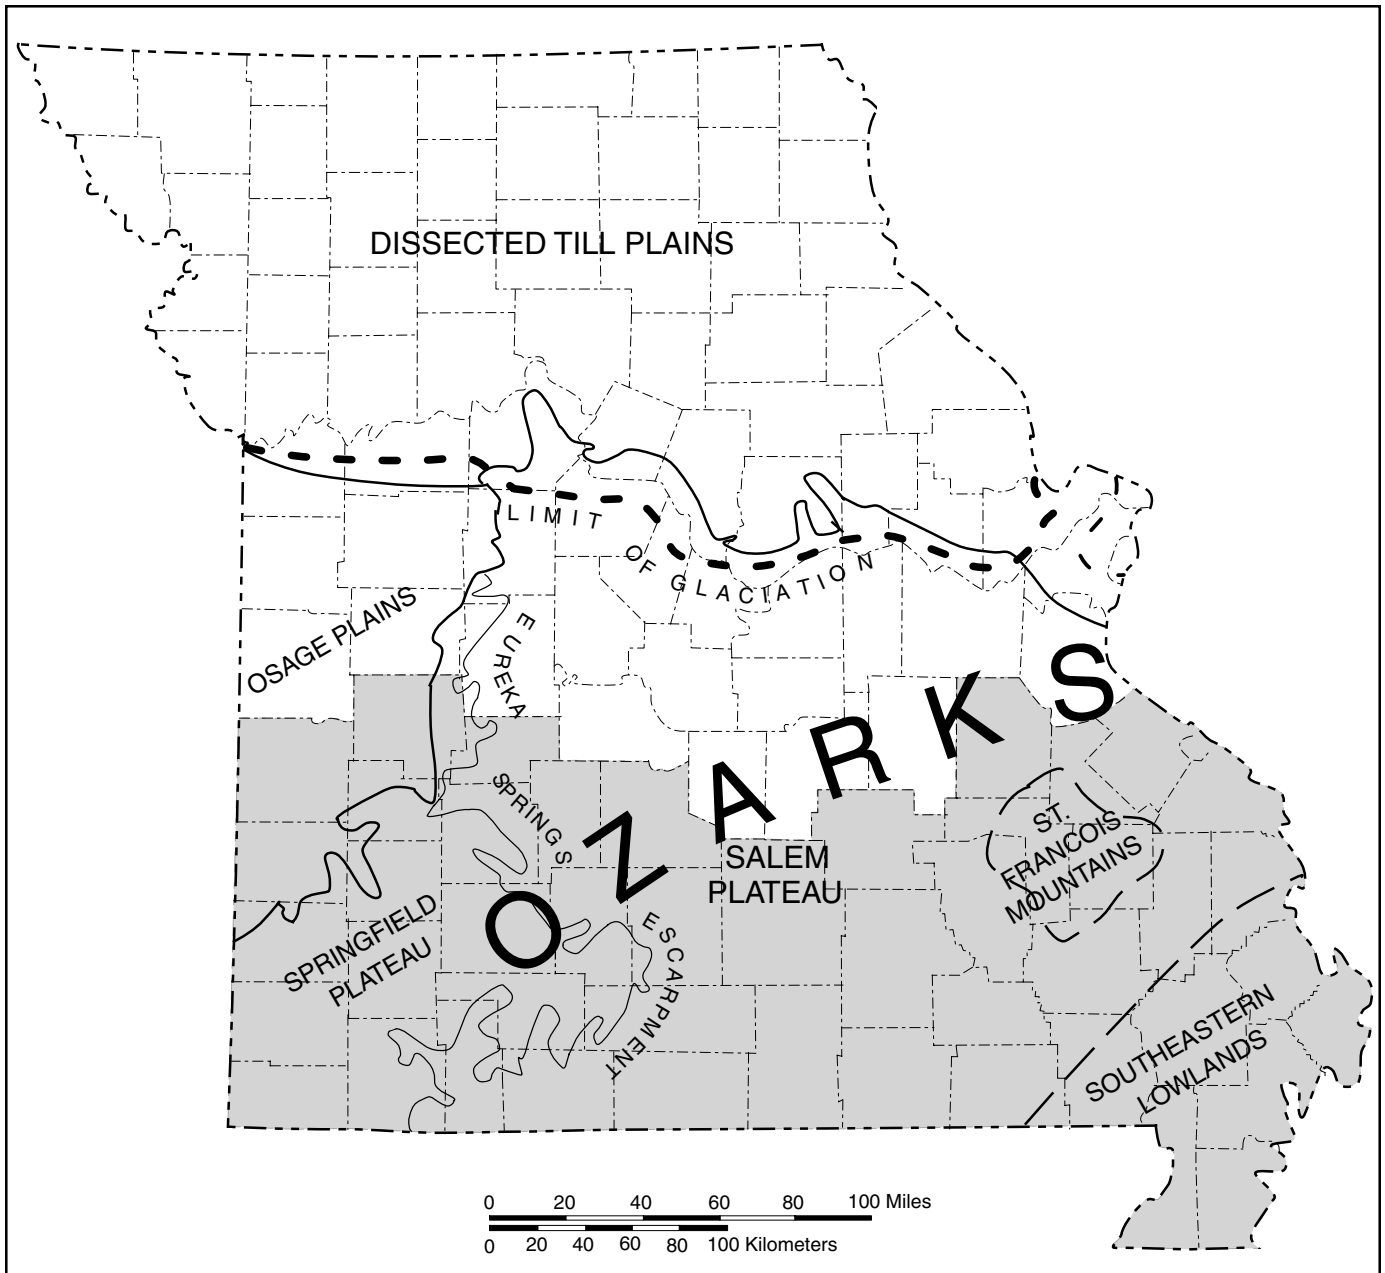 DISSECTED TILL PLAINS
LIMIT OF GLACIATION
OSAGE PLAINS
EUREKA SPRINGS ESCARPMENT
OZARKS
ST.
FRANCOIS
MOUNTAINS
SALEM
PLATEAU
SPRINGFIELD
PLATEAU
SOUTHEASTERN
LOWLANDS
0 20 40 60 80 100 Miles
0 20 40 60 80 100 Kilometers